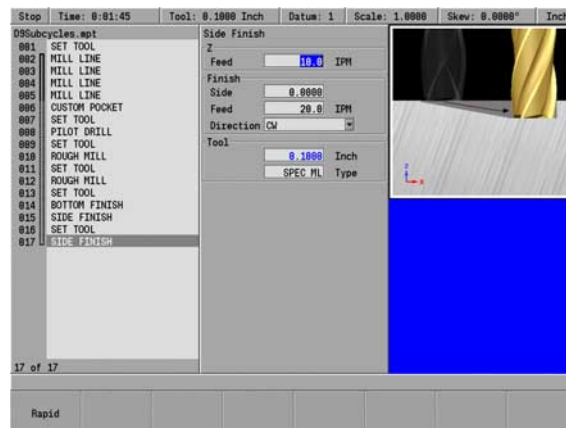 Stop Time: 0:01:45 Tool: 0.1000 Inch Datum: 1 Scale: 1.0000 Skew: 0.0000° Inch
D9Subcycles.mpt
001 SET TOOL
002 MILL LINE
003 MILL LINE
004 MILL LINE
005 MILL LINE
006 CUSTOM POCKET
007 SET TOOL
008 PILOT DRILL
009 SET TOOL
010 ROUGH MILL
011 SET TOOL
012 ROUGH MILL
013 SET TOOL
014 BOTTOM FINISH
015 SIDE FINISH
016 SET TOOL
017 SIDE FINISH
17 of 17
Side Finish
Z
Feed 10.0 IPM
Finish
Side 0.0000
Feed 20.0 IPM
Direction CW
Tool
0.1000 Inch
SPEC ML Type
Z
X
Rapid